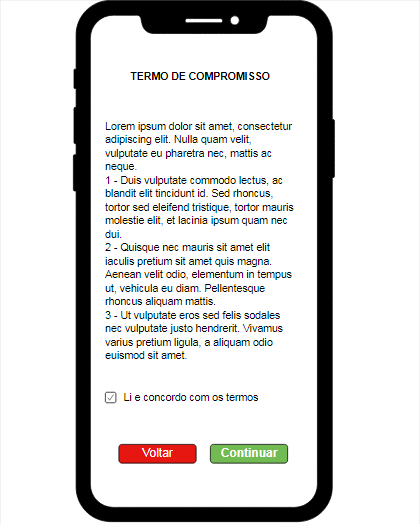 TERMO DE COMPROMISSO
Lorem ipsum dolor sit amet, consectetur
adipiscing elit. Nulla quam velit,
vulputate eu pharetra nec, mattis ac
neque.
1 - Duis vulputate commodo lectus, ac
blandit elit tincidunt id. Sed rhoncus,
tortor sed eleifend tristique, tortor mauris
molestie elit, et lacinia ipsum quam nec
dui.
2 - Quisque nec mauris sit amet elit
iaculis pretium sit amet quis magna.
Aenean velit odio, elementum in tempus
ut, vehicula eu diam. Pellentesque
rhoncus aliquam mattis.
3 - Ut vulputate eros sed felis sodales
nec vulputate justo hendrerit. Vivamus
varius pretium ligula, a aliquam odio
euismod sit amet.
Li e concordo com os termos
Voltar Continuar